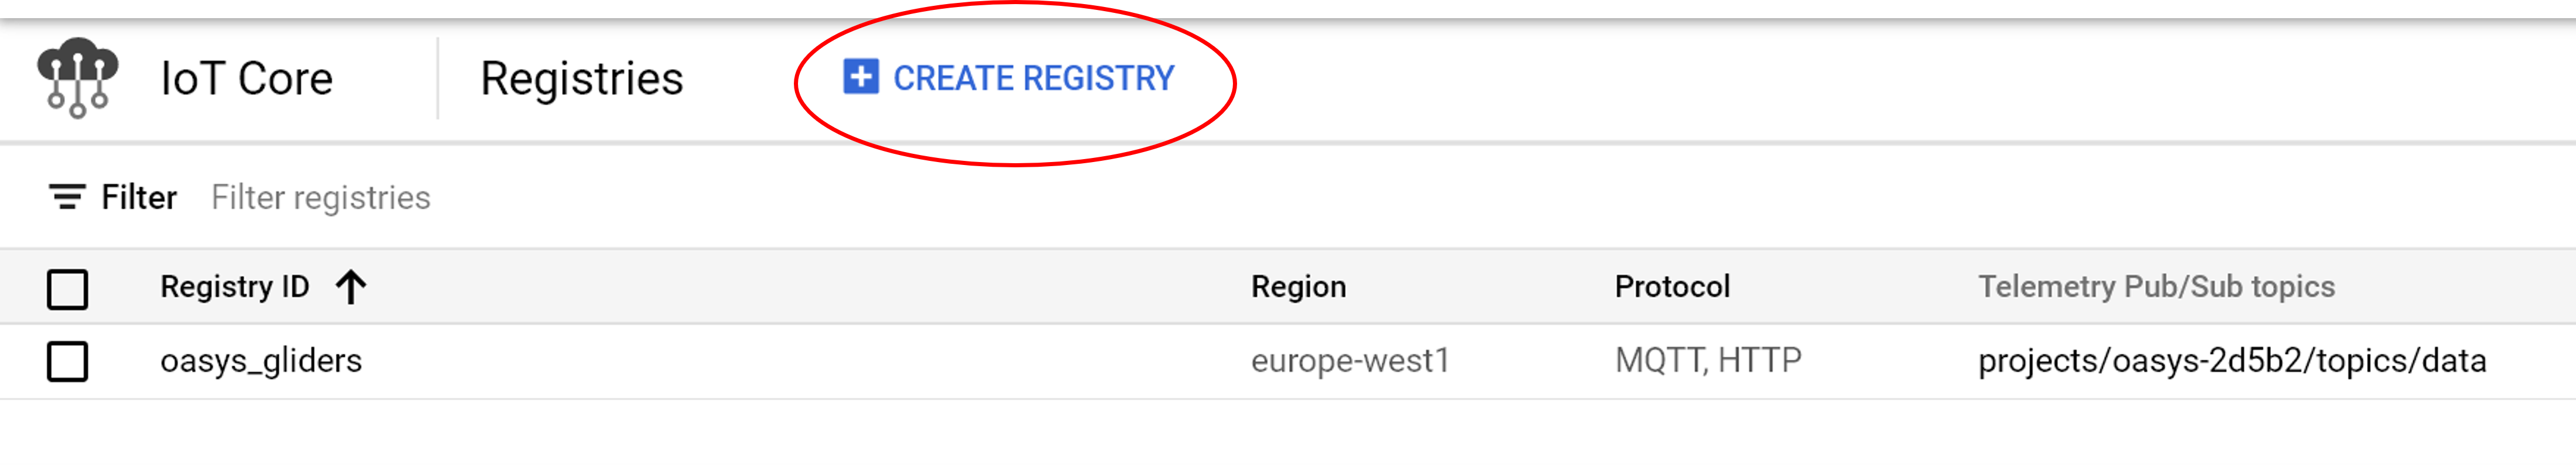 IoT Core Registries CREATE REGISTRY
Filter Filter registries
Registry ID Region Protocol Telemetry Pub/Sub topics
oasys_gliders europe-west1 MQTT, HTTP projects/oasys-2d5b2/topics/data